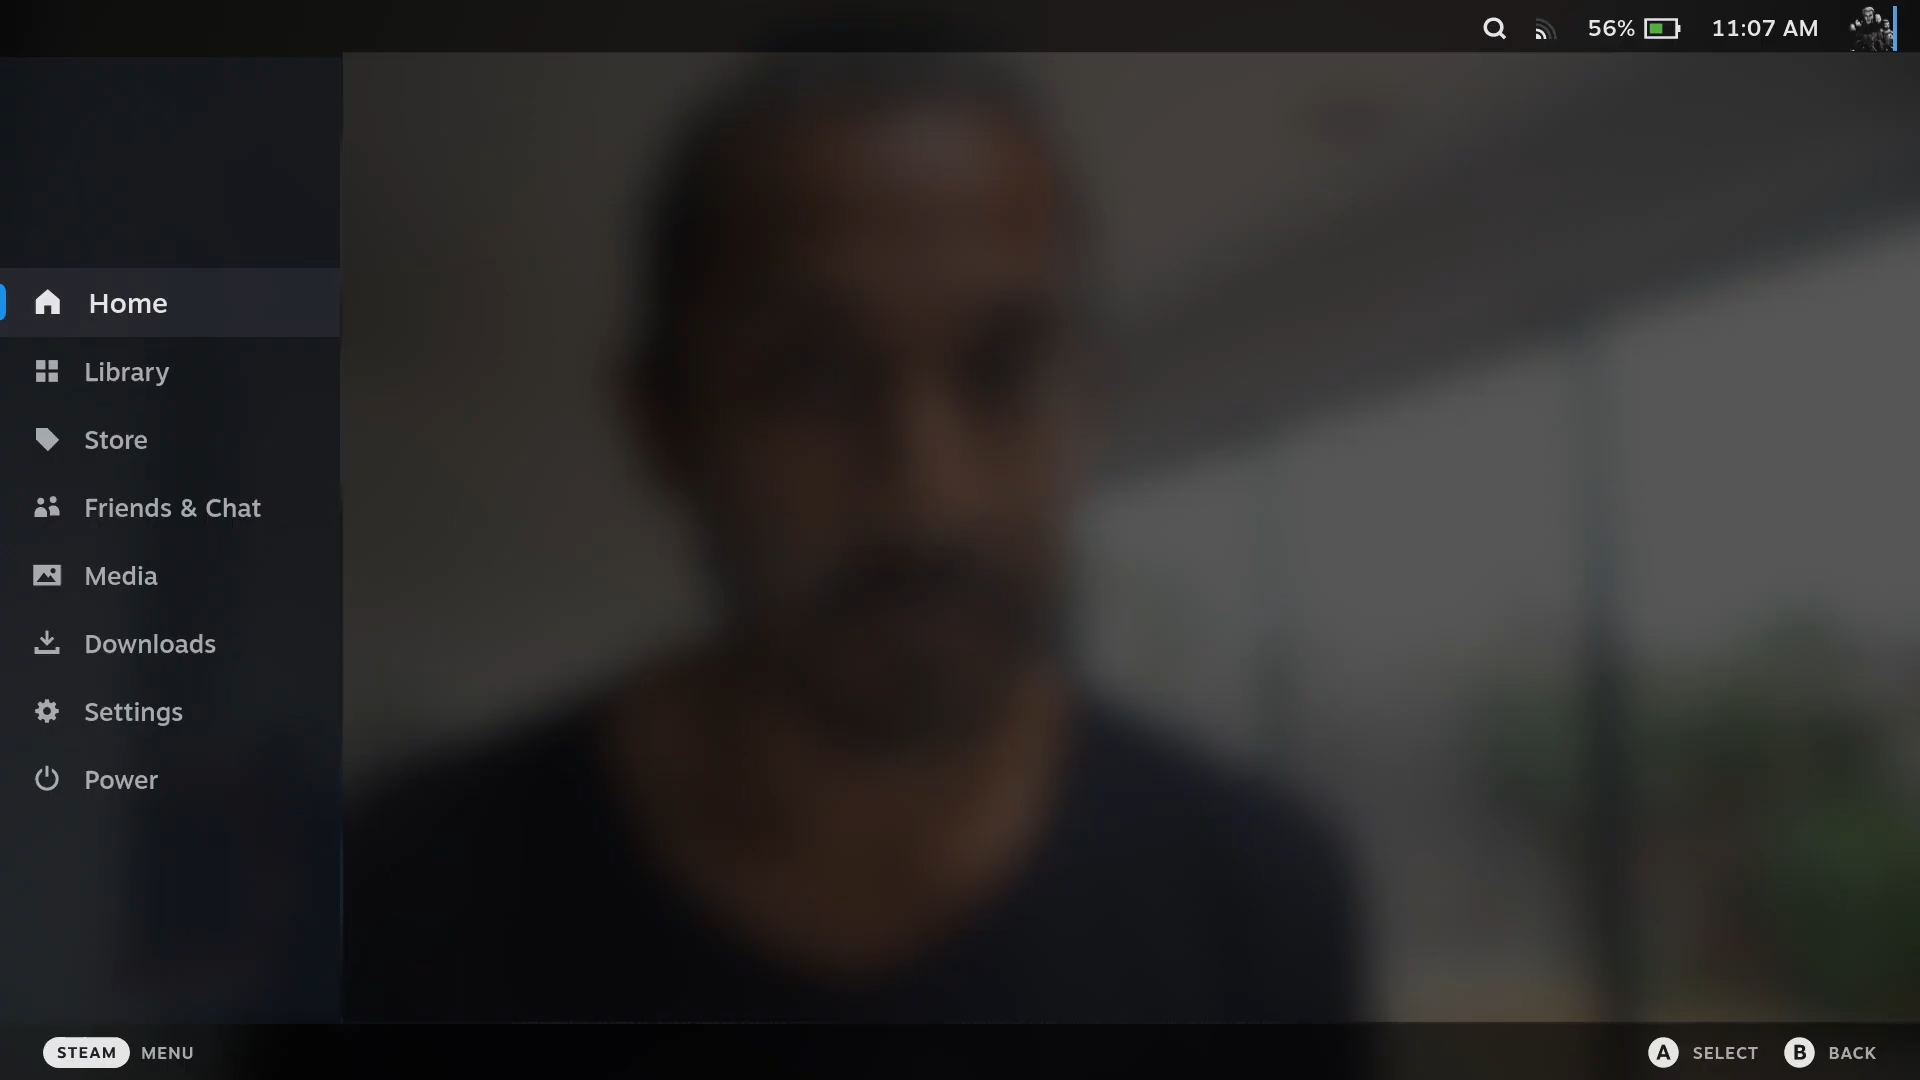 56%
11:07 AM
Home
Library
Store
Friends & Chat
Media
Downloads
Settings
Power
STEAM MENU
A SELECT B BACK